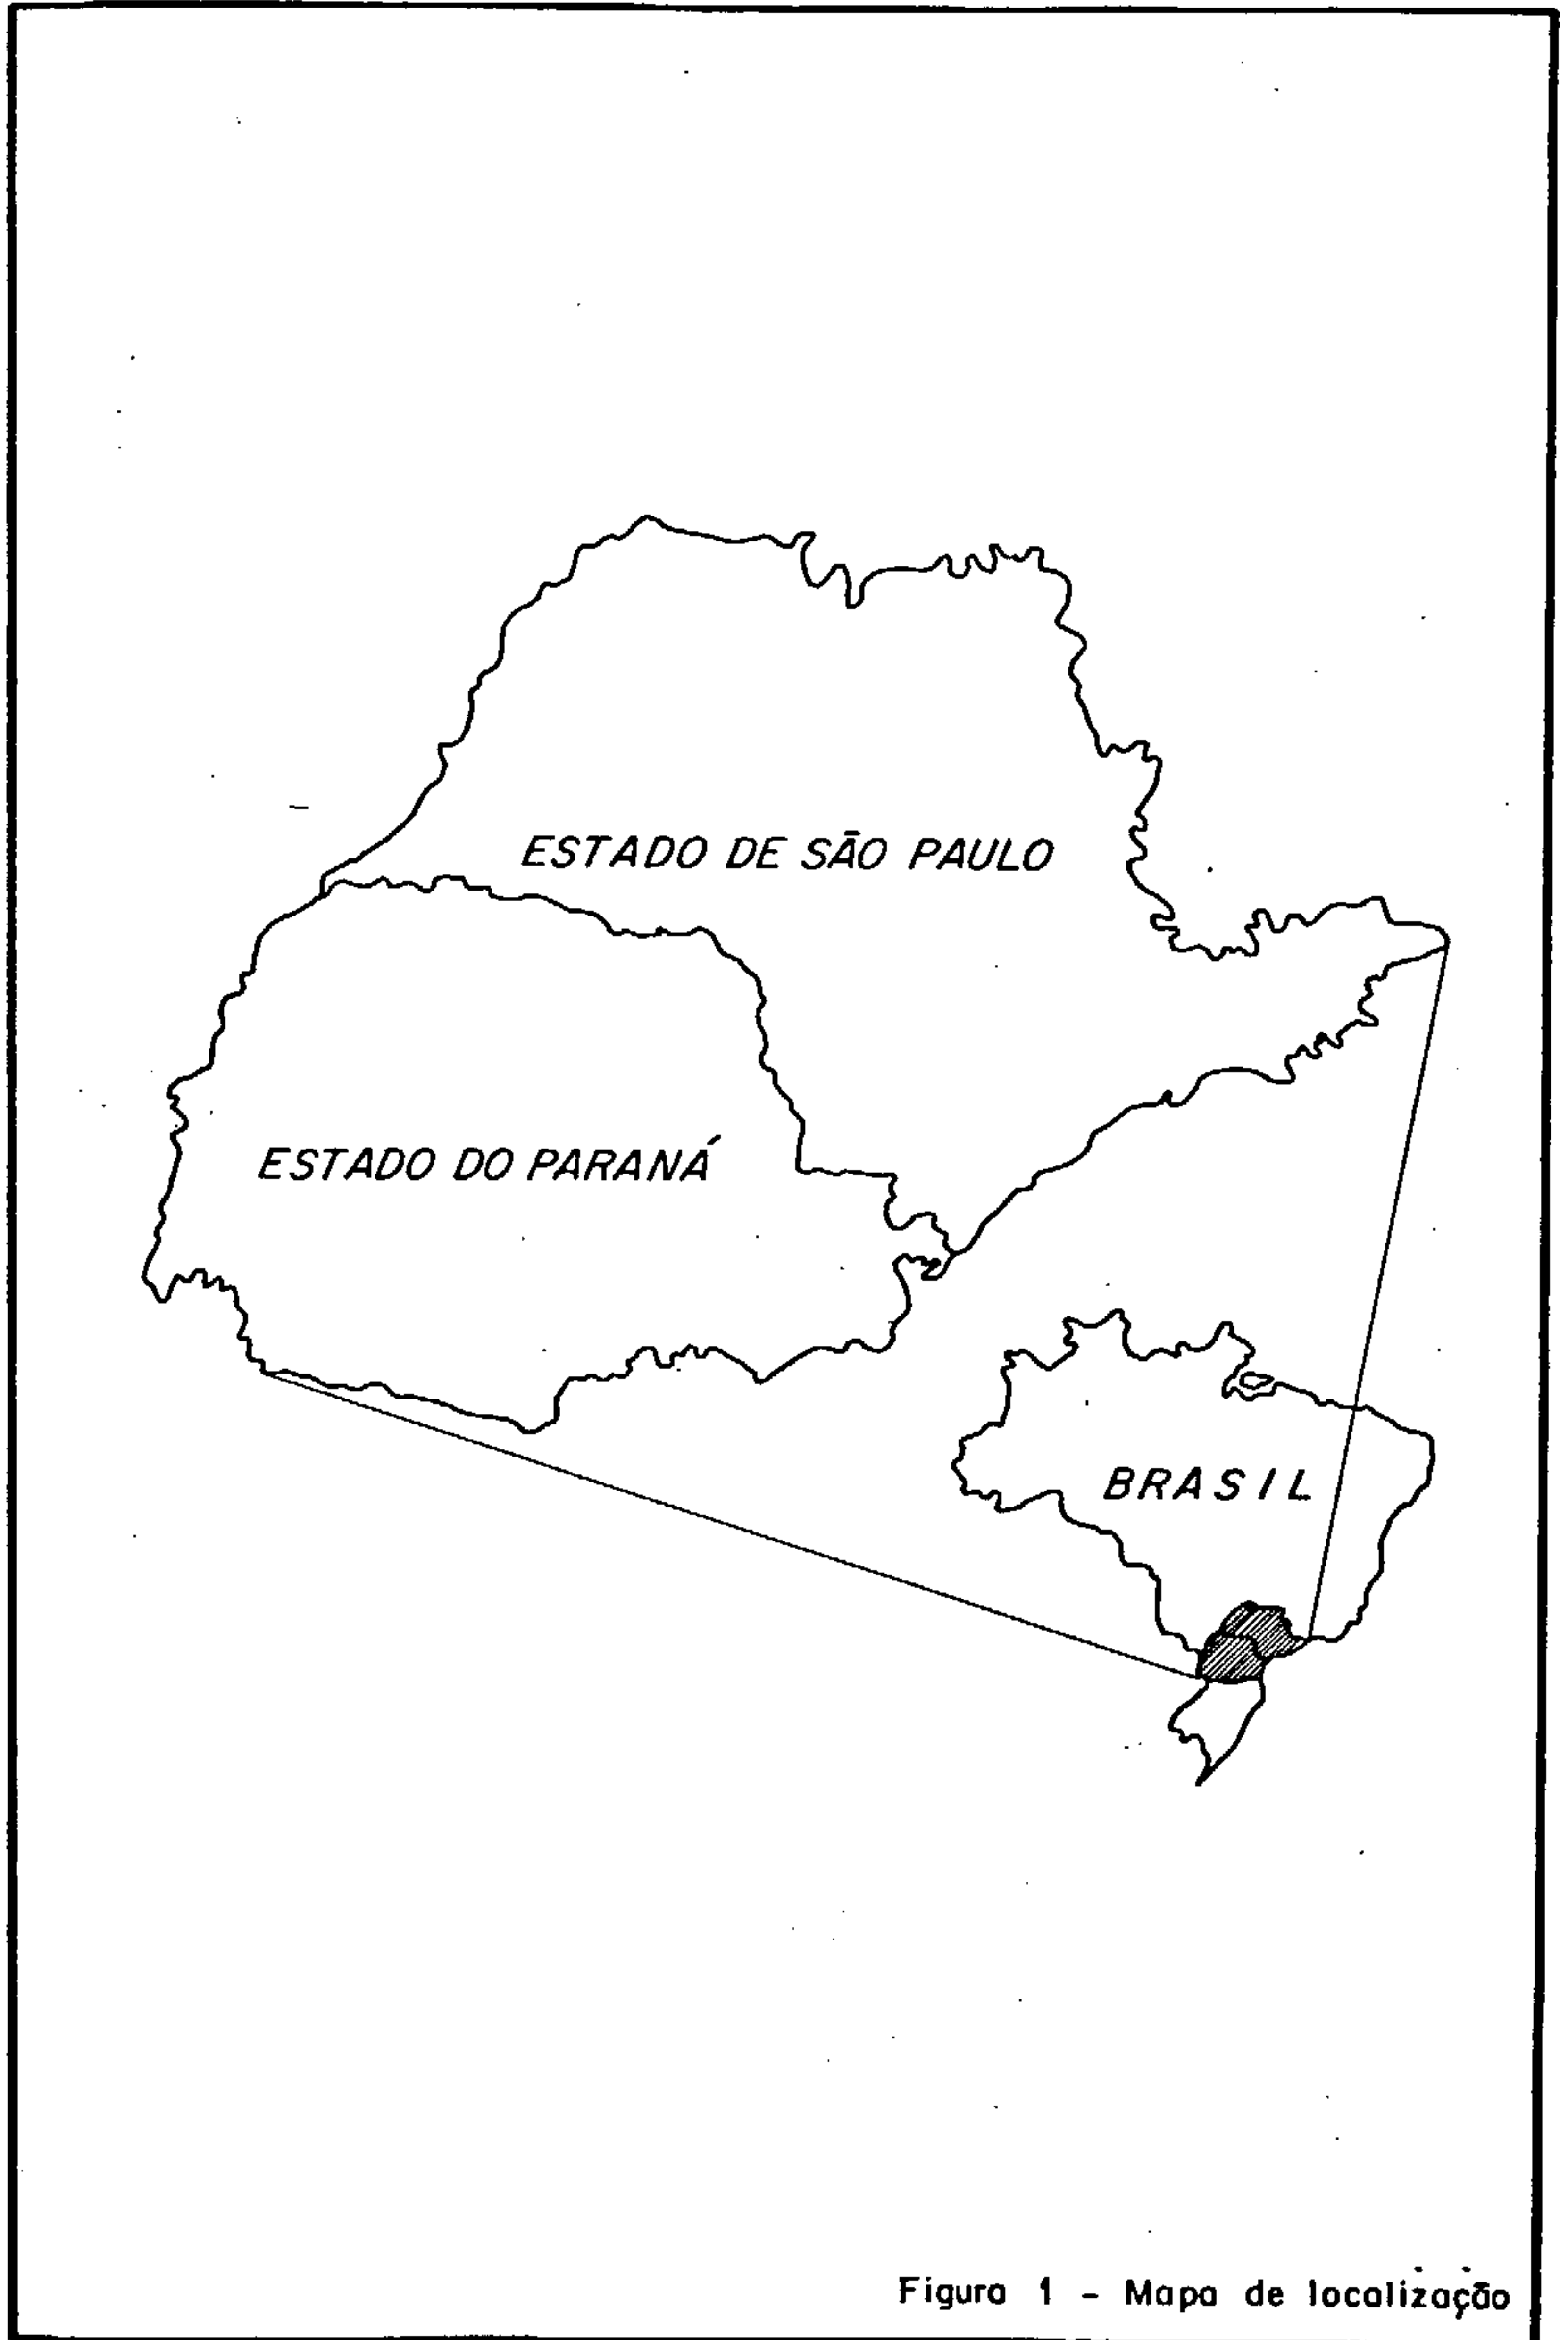 ESTADO DE SÃO PAULO
ESTADO DO PARANÁ
BRASIL
Figura 1 - Mapa de localização